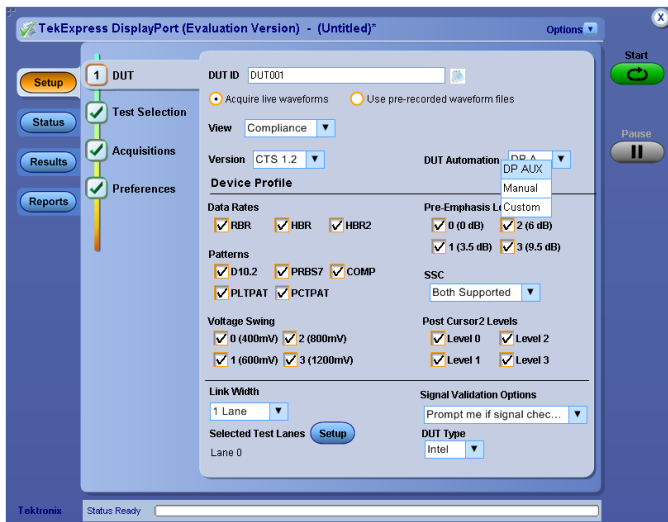 TekExpress DisplayPort (Evaluation Version) - (Untitled)*
Options
Start
Pause
Setup
Status
Results
Reports
1 DUT
Test Selection
Acquisitions
Preferences
DUT ID DUT001
Acquire live waveforms Use pre-recorded waveform files
View Compliance
Version CTS 1.2 DUT Automation
DP AUX
Manual
Custom
Device Profile
Data Rates
RBR HBR HBR2
Patterns
D10.2 PRBS7 COMP
PLTPAT PCTPAT
Voltage Swing
0 (400mV) 2 (800mV)
1 (600mV) 3 (1200mV)
Pre-Emphasis
0 (0 dB) 2 (6 dB)
1 (3.5 dB) 3 (9.5 dB)
SSC
Both Supported
Post Cursor2 Levels
Level 0 Level 2
Level 1 Level 3
Link Width
1 Lane
Selected Test Lanes Setup
Lane 0
Signal Validation Options
Prompt me if signal chec...
DUT Type
Intel
Tektronix Status Ready